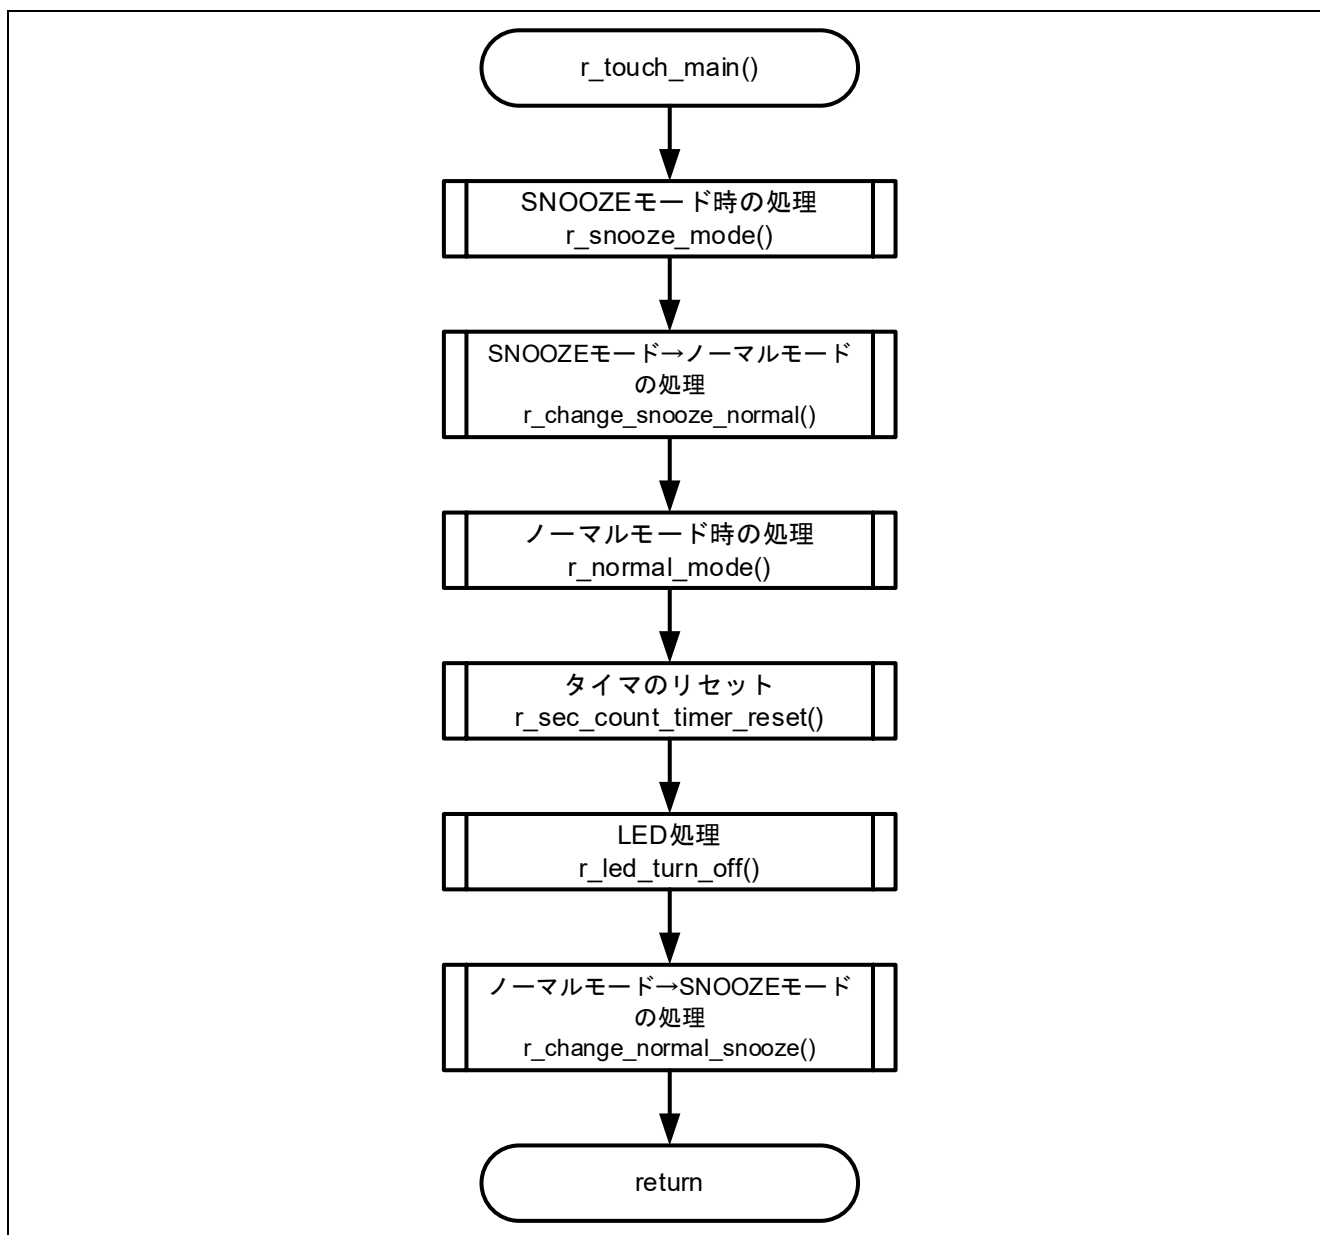 r_touch_main()
SNOOZEモード時の処理
r_snooze_mode()
SNOOZEモード→ノーマルモード
の処理
r_change_snooze_normal()
ノーマルモード時の処理
r_normal_mode()
タイマのリセット
r_sec_count_timer_reset()
LED処理
r_led_turn_off()
ノーマルモード→SNOOZEモード
の処理
r_change_normal_snooze()
return